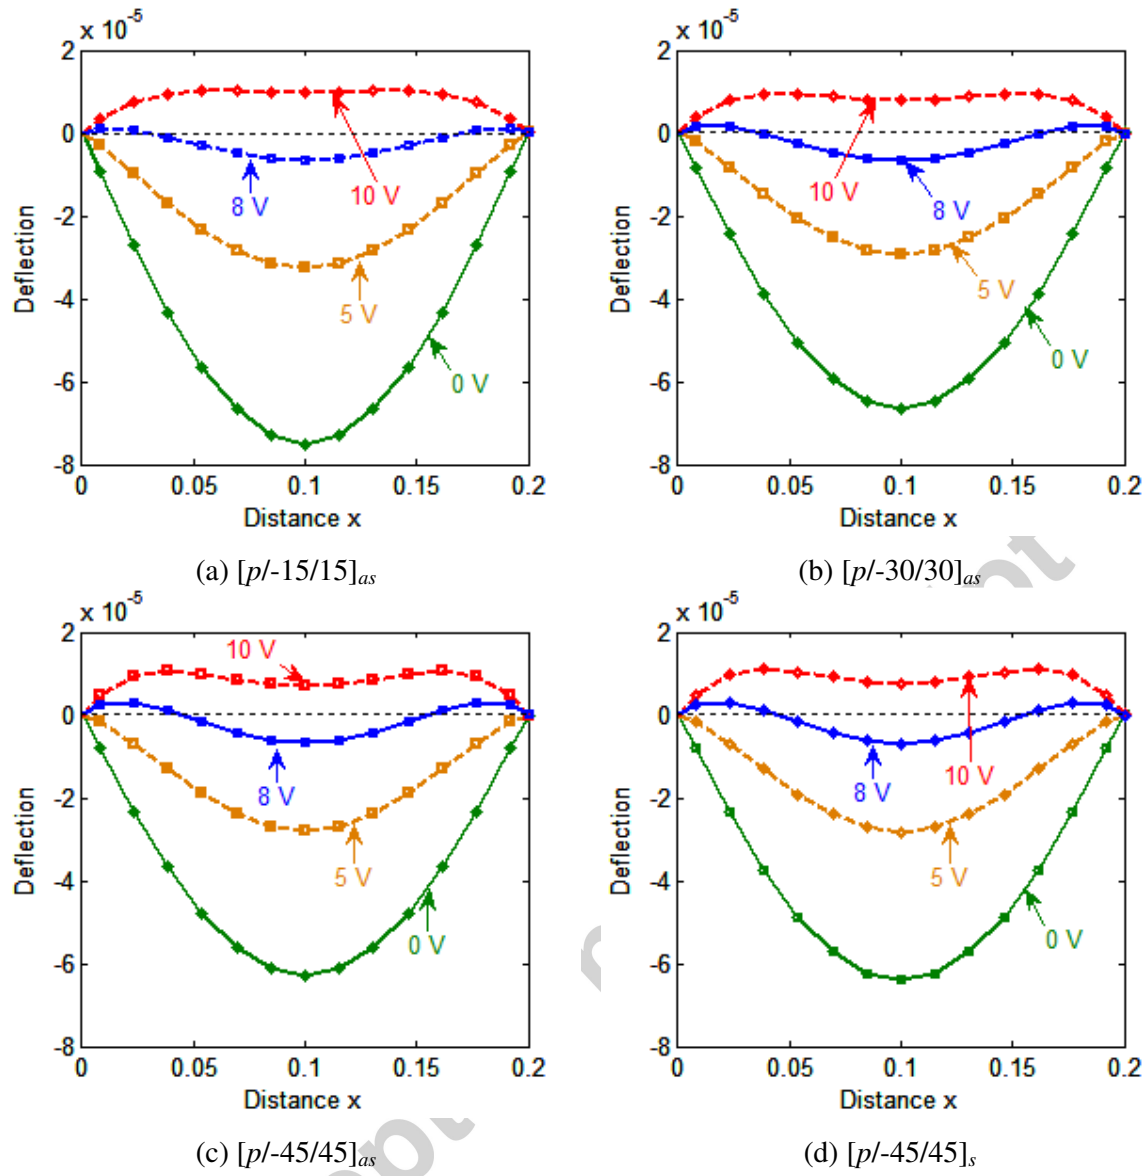 x 10^-5
2
0
-2
-4
-6
-8
Deflection
10 V
8 V
5 V
0 V
0 0.05 0.1 0.15 0.2
Distance x
(a) [p/-15/15]as
x 10^-5
2
0
-2
-4
-6
-8
Deflection
10 V
8 V
5 V
0 V
0 0.05 0.1 0.15 0.2
Distance x
(b) [p/-30/30]as
x 10^-5
2
0
-2
-4
-6
-8
Deflection
10 V
8 V
5 V
0 V
0 0.05 0.1 0.15 0.2
Distance x
(c) [p/-45/45]as
x 10^-5
2
0
-2
-4
-6
-8
Deflection
10 V
8 V
5 V
0 V
0 0.05 0.1 0.15 0.2
Distance x
(d) [p/-45/45]s